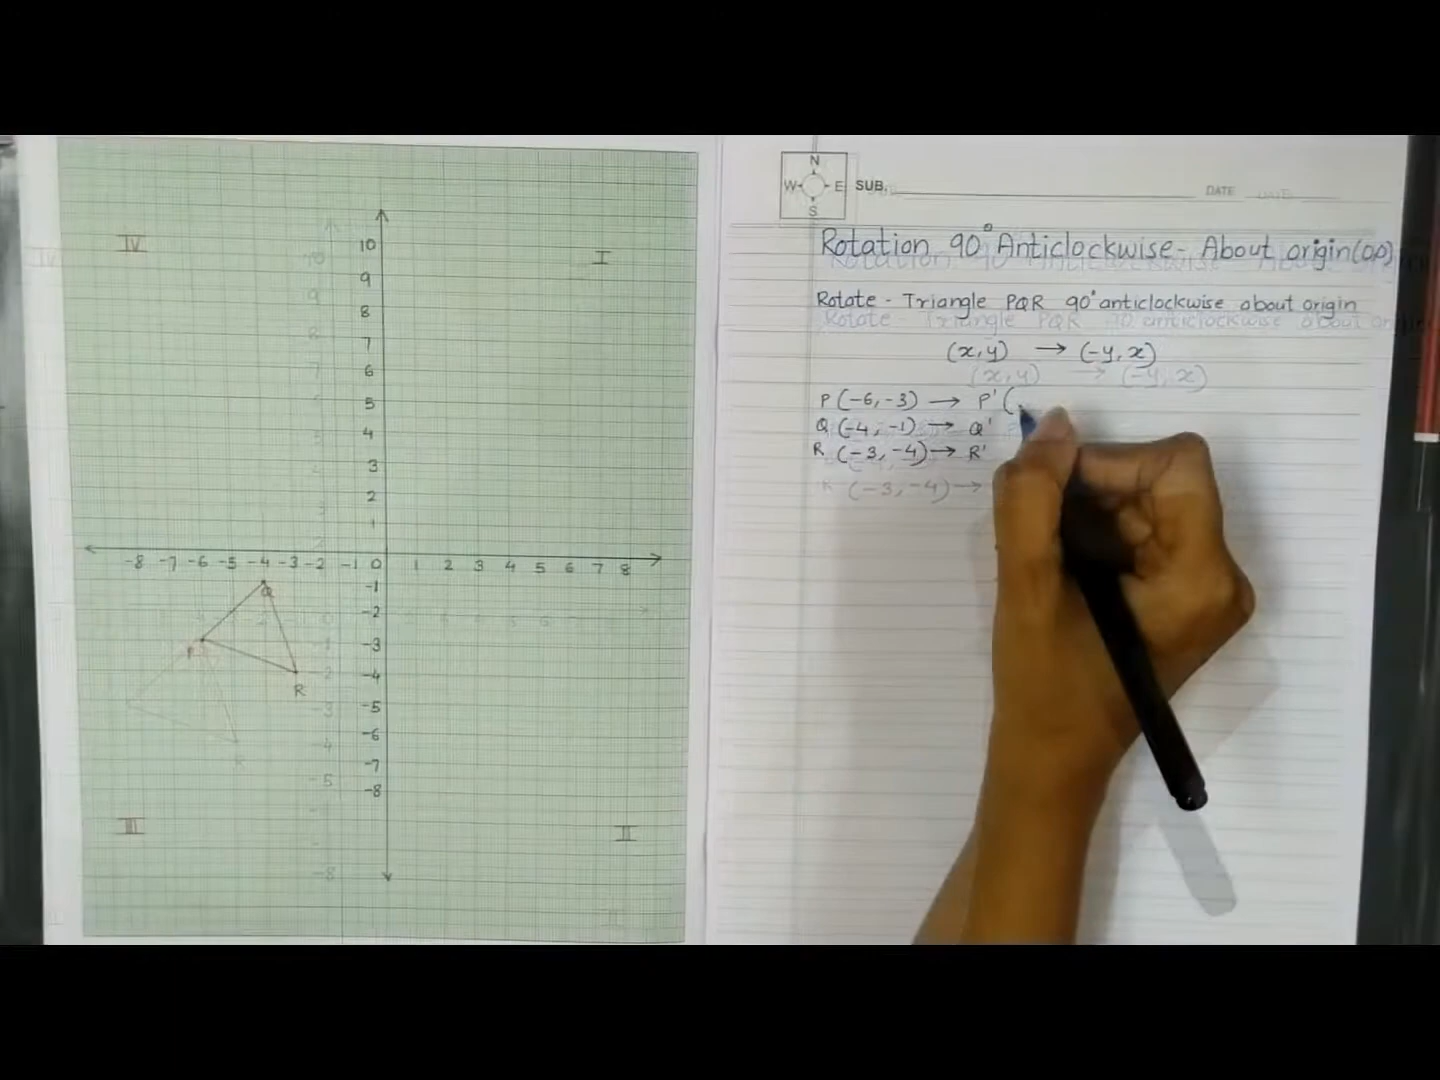 IV
I
10
9
8
7
6
5
4
3
2
1
-8 -7 -6 -5 -4 -3 -2 -1 0 1 2 3 4 5 6 7 8
-1
Q
-2
-3
P
-4
R
-5
-6
-7
-8
III
II
N
W E SUB. DATE
S
Rotation 90° Anticlockwise - About origin(0,0)
Rotate - Triangle PQR 90° anticlockwise about origin
(x,y) → (-y, x)
P (-6, -3) → P' (
Q (-4, -1) → Q'
R (-3, -4) → R'